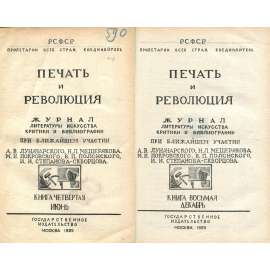 РСФСР
ПРОЛЕТАРИИ ВСЕХ СТРАН, СОЕДИНЯЙТЕСЬ
590
ПЕЧАТЬ
И
РЕВОЛЮЦИЯ
ЖУРНАЛ
ЛИТЕРАТУРЫ ИСКУССТВА
КРИТИКИ и БИБЛИОГРАФИИ
ПРИ БЛИЖАЙШЕМ УЧАСТИИ
А.В. ЛУНАЧАРСКОГО, Н.Л. МЕЩЕРЯКОВА,
М.Н. ПОКРОВСКОГО, В.П. ПОЛОНСКОГО,
И.И. СТЕПАНОВА-СКВОРЦОВА.
КНИГА ЧЕТВЕРТАЯ
ИЮНЬ
ГОСУДАРСТВЕННОЕ
ИЗДАТЕЛЬСТВО
РСФСР
ПРОЛЕТАРИИ ВСЕХ СТРАН, СОЕДИНЯЙТЕСЬ
ПЕЧАТЬ
И
РЕВОЛЮЦИЯ
ЖУРНАЛ
ЛИТЕРАТУРЫ ИСКУССТВА
КРИТИКИ и БИБЛИОГРАФИИ
ПРИ БЛИЖАЙШЕМ УЧАСТИИ
А.В. ЛУНАЧАРСКОГО, Н.Л. МЕЩЕРЯКОВА,
М.Н. ПОКРОВСКОГО, В.П. ПОЛОНСКОГО,
И.И. СТЕПАНОВА-СКВОРЦОВА.
КНИГА ВОСЬМАЯ
ДЕКАБРЬ
ГОСУДАРСТВЕННОЕ
ИЗДАТЕЛЬСТВО